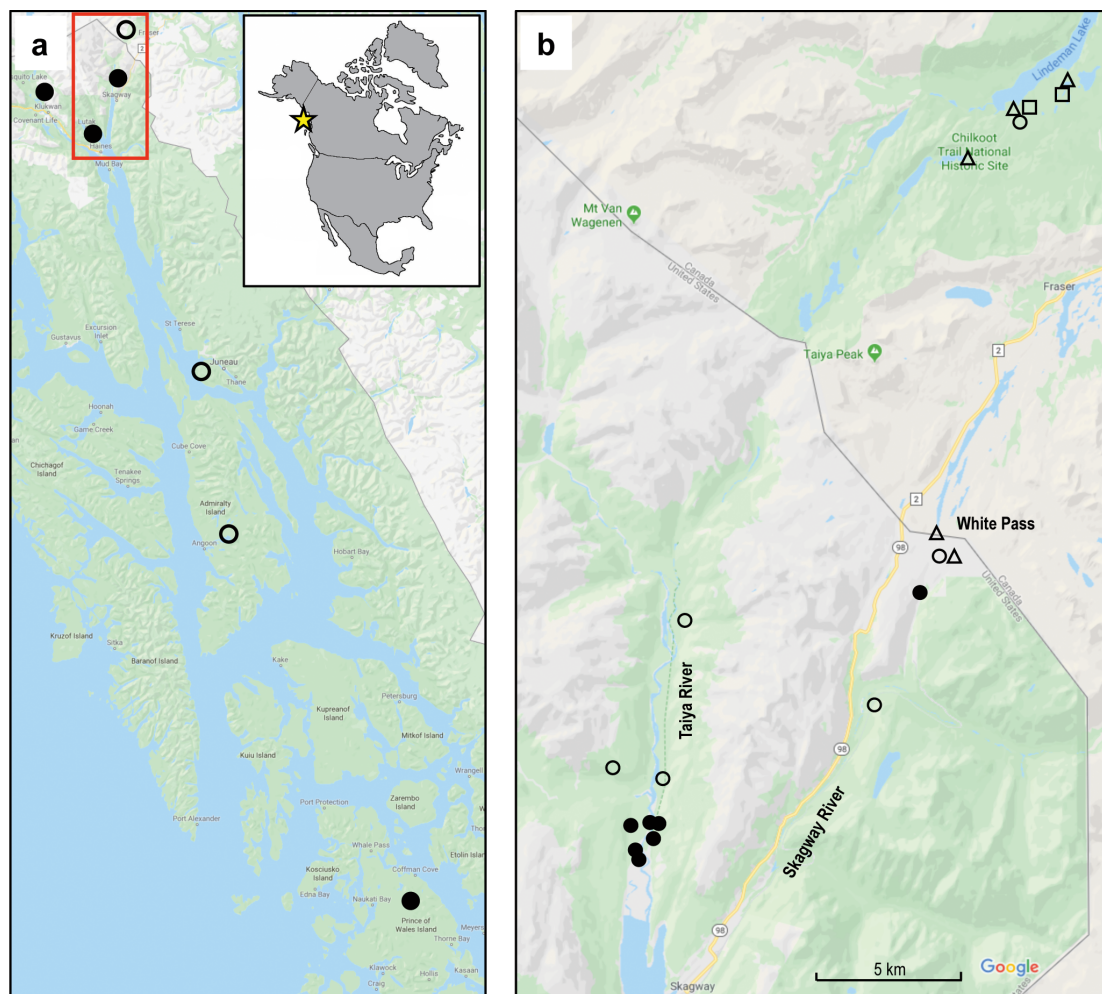 a
Fraser
2
quito Lake
Klukwan
Skagway
Covenant Life
Lutak
Haines
Mud Bay
Excursion
Inlet
St Terese
Gustavus
Juneau
Thane
Hoonah
Game Creek
Cube Cove
Chichagof
Island
Tenakee
Springs
Admiralty
Island
Angoon
Hobart Bay
Kruzof Island
Sitka
Baranof Island
Kake
Petersburg
Kupreanof
Island
Mitkof Island
Kuiu Island
Wrangell
Port Protection
Zarembo
Island
Port Alexander
Etolin Islan
Whale Pass
Kosciusko
Island
Coffman Cove
Edna Bay
Naukati Bay
Prince of
Wales Island
Meyers
Thorne Bay
Klawock
Craig
Hollis
Kasaan
b
Lindeman Lake
Chilkoot
Trail National
Historic Site
Mt Van
Wagenen
Canada
United States
Fraser
2
Taiya Peak
2
White Pass
98
Canada
United States
Taiya River
98
Skagway River
98
Skagway
5 km
Google